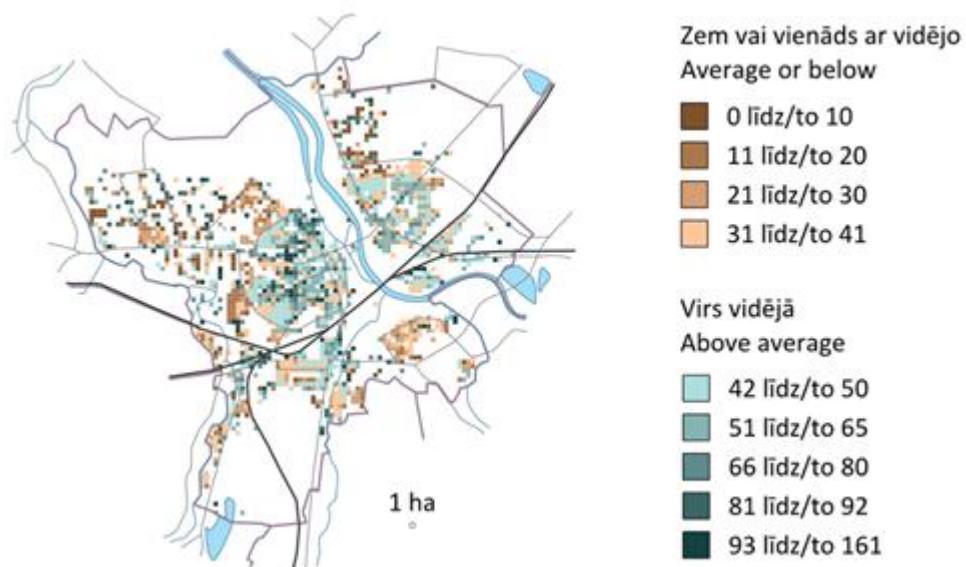 Zem vai vienāds ar vidējo
Average or below
0 līdz/to 10
11 līdz/to 20
21 līdz/to 30
31 līdz/to 41
Virs vidējā
Above average
42 līdz/to 50
51 līdz/to 65
66 līdz/to 80
81 līdz/to 92
93 līdz/to 161
1 ha